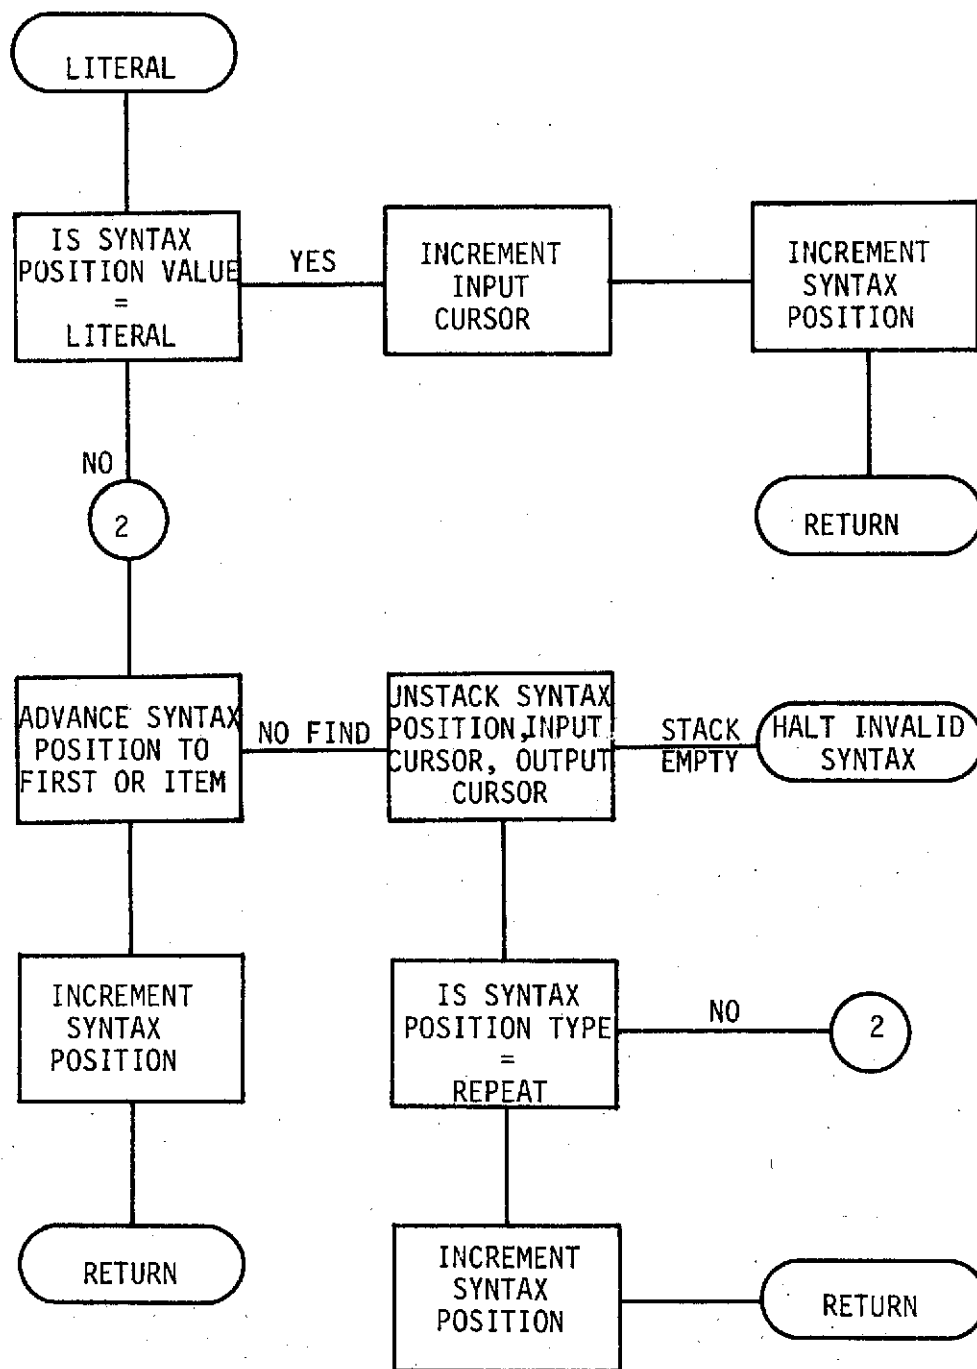 LITERAL
IS SYNTAX
POSITION VALUE
=
LITERAL
YES
INCREMENT
INPUT
CURSOR
INCREMENT
SYNTAX
POSITION
NO
2
RETURN
ADVANCE SYNTAX
POSITION TO
FIRST OR ITEM
NO FIND
UNSTACK SYNTAX
POSITION, INPUT
CURSOR, OUTPUT
CURSOR
STACK
EMPTY
HALT INVALID
SYNTAX
INCREMENT
SYNTAX
POSITION
IS SYNTAX
POSITION TYPE
=
REPEAT
NO
2
RETURN
INCREMENT
SYNTAX
POSITION
RETURN